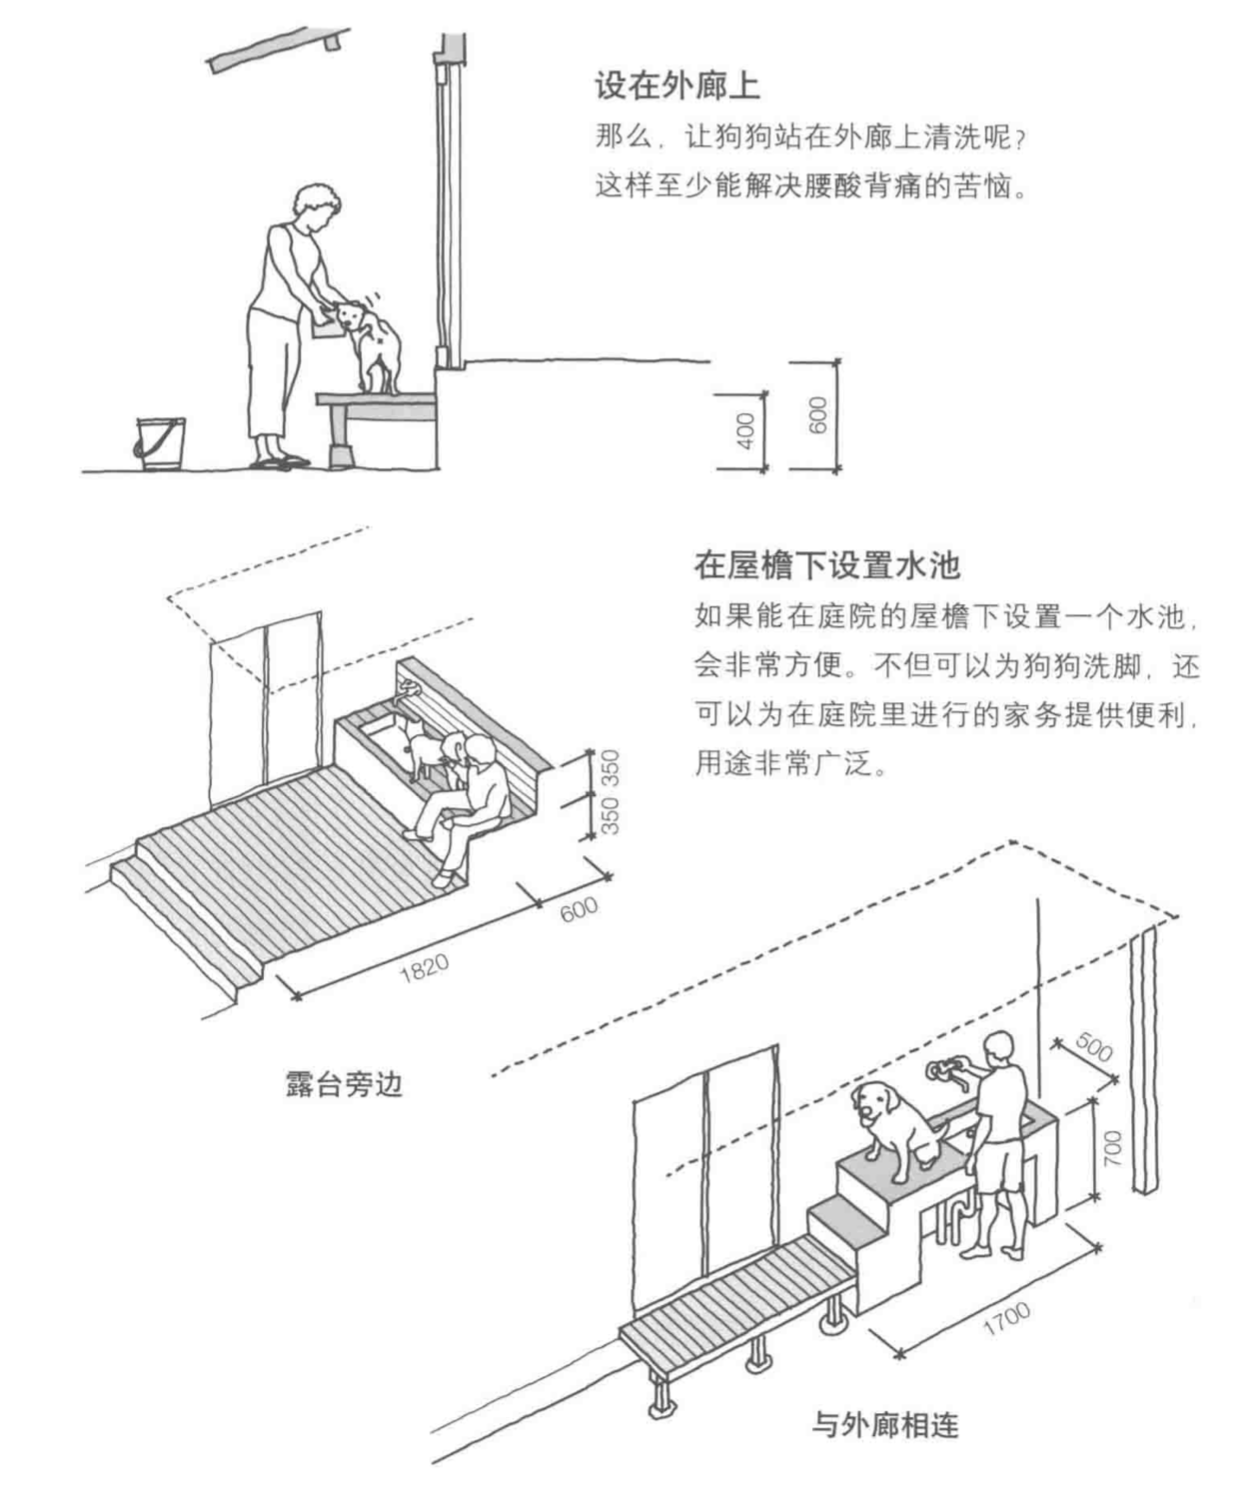 设在外廊上
那么，让狗狗站在外廊上清洗呢？
这样至少能解决腰酸背痛的苦恼。
400
600
在屋檐下设置水池
如果能在庭院的屋檐下设置一个水池，
会非常方便。不但可以为狗狗洗脚，还
可以为在庭院里进行的家务提供便利，
用途非常广泛。
350
350
600
1820
露台旁边
500
700
1700
与外廊相连